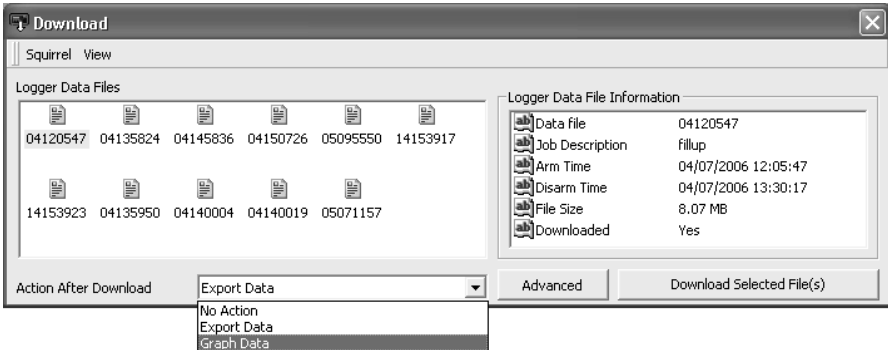 Download
Squirrel View
Logger Data Files
04120547 04135824 04145836 04150726 05095550 14153917
14153923 04135950 04140004 04140019 05071157
Logger Data File Information
Data file 04120547
Job Description fillup
Arm Time 04/07/2006 12:05:47
Disarm Time 04/07/2006 13:30:17
File Size 8.07 MB
Downloaded Yes
Action After Download Export Data Advanced Download Selected File(s)
No Action
Export Data
Graph Data